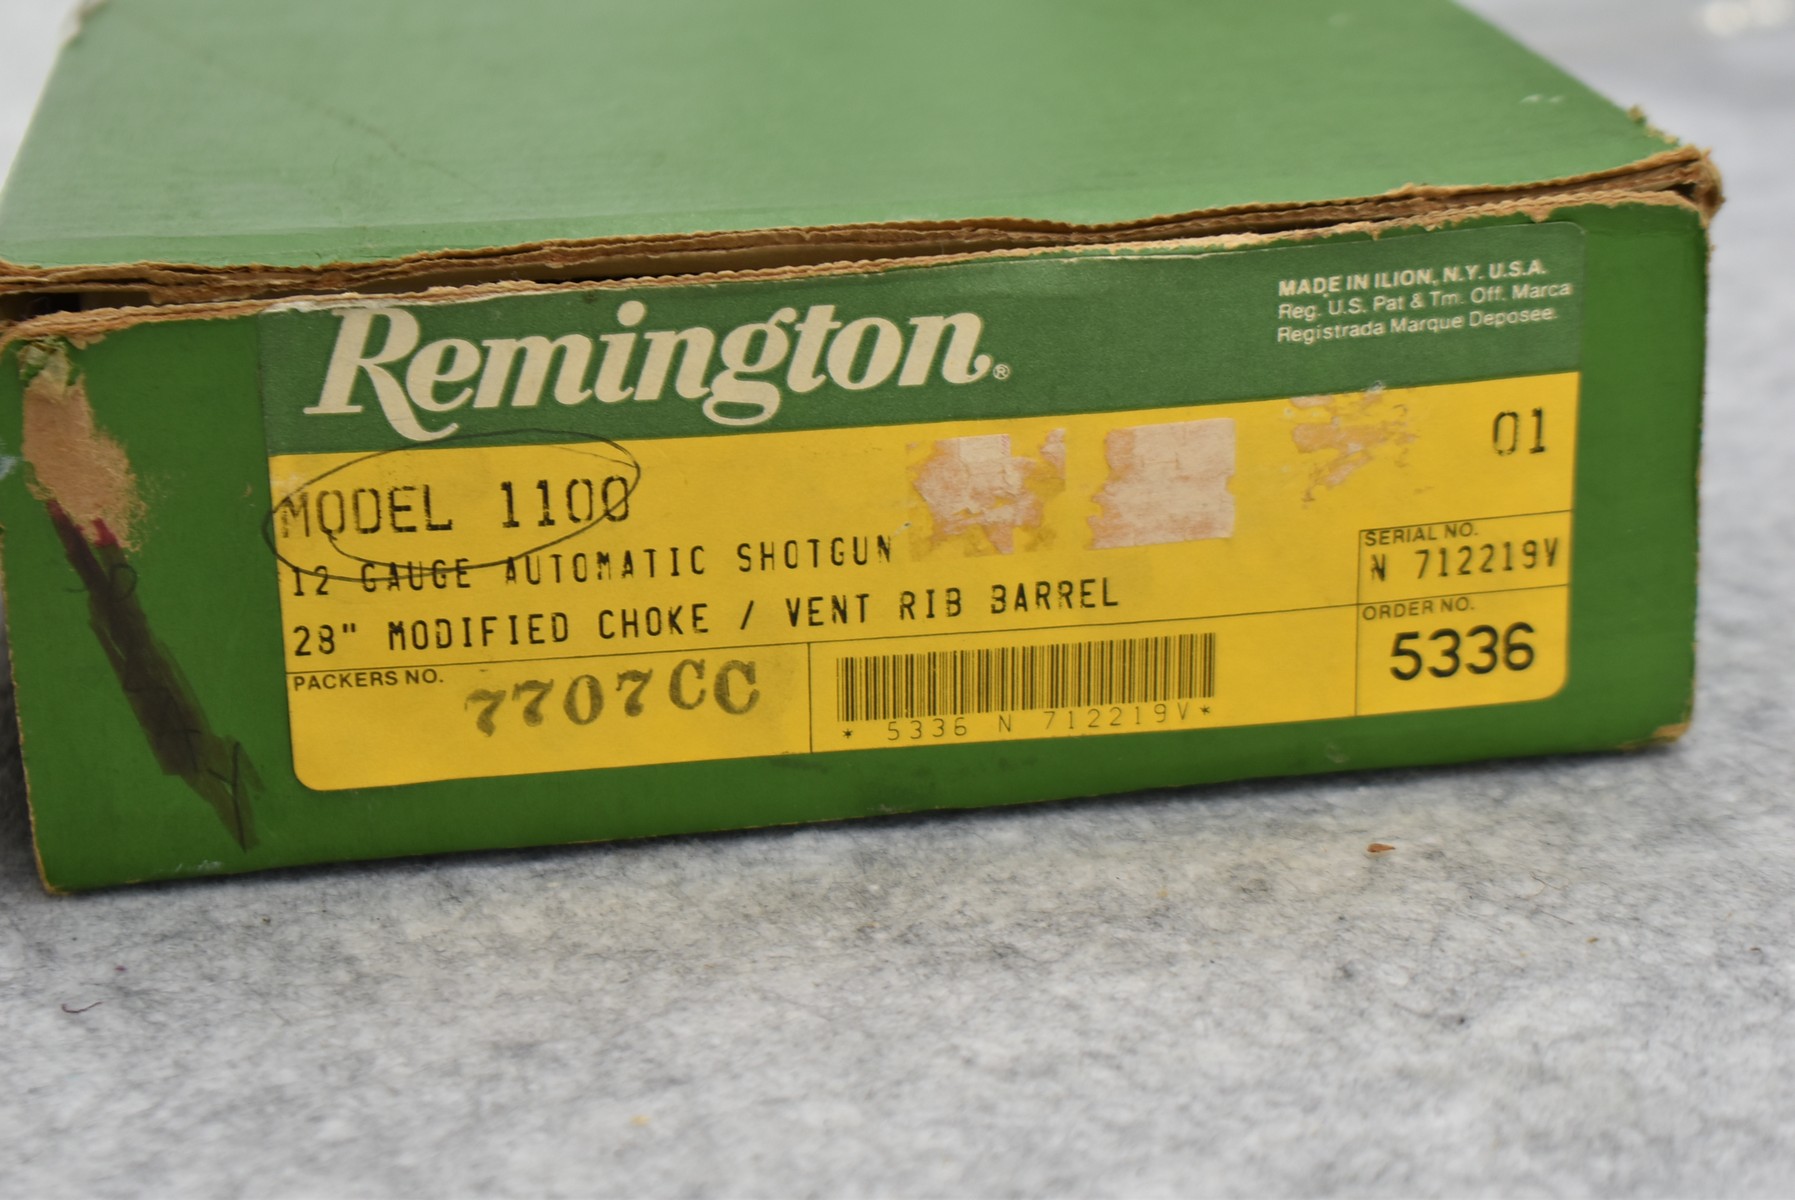 Remington®
MADE IN ILION, N.Y. U.S.A.
Reg. U.S. Pat & Tm. Off. Marca
Registrada Marque Deposee.
01
MODEL 1100
12 GAUGE AUTOMATIC SHOTGUN
28" MODIFIED CHOKE / VENT RIB BARREL
SERIAL NO.
N 712219V
ORDER NO.
5336
PACKERS NO.
7707CC
* 5336 N 712219V*